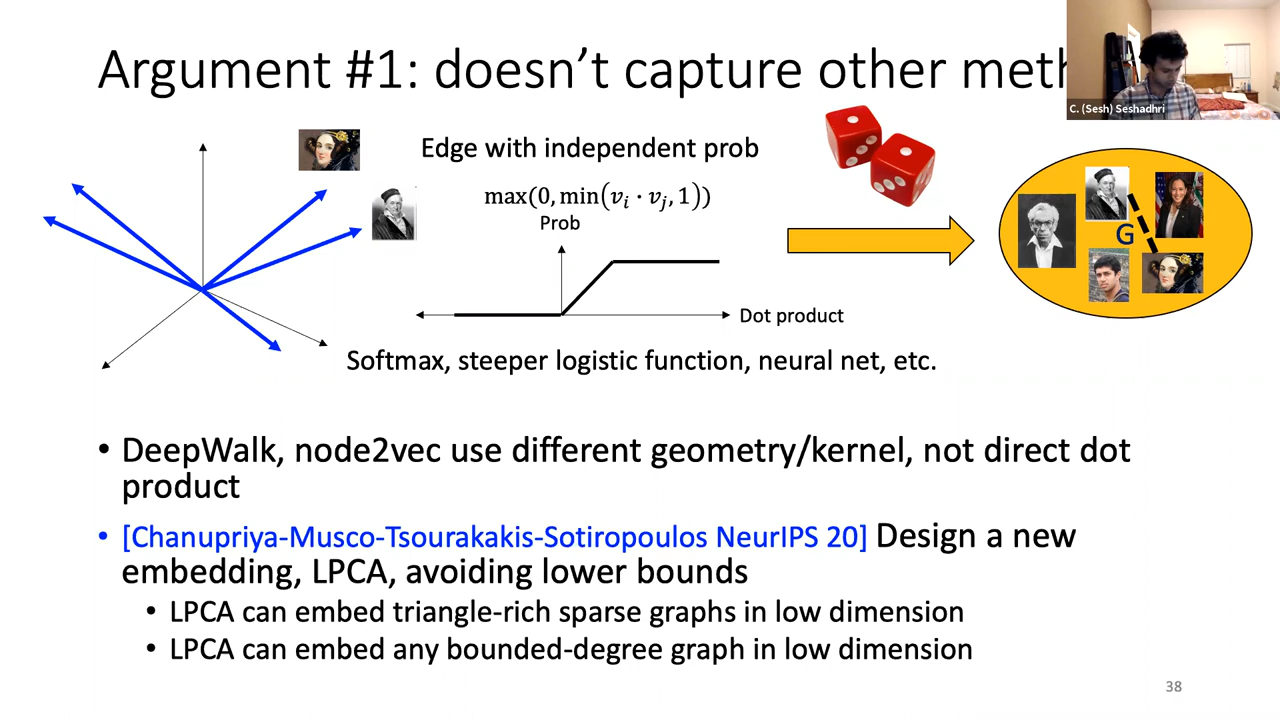 Argument #1: doesn't capture other meth
C. (Sesh) Seshadhri
Edge with independent prob
max(0, min(v_i · v_j, 1))
Prob
G
Dot product
Softmax, steeper logistic function, neural net, etc.
• DeepWalk, node2vec use different geometry/kernel, not direct dot
product
• [Chanupriya-Musco-Tsourakakis-Sotiropoulos NeurIPS 20] Design a new
embedding, LPCA, avoiding lower bounds
• LPCA can embed triangle-rich sparse graphs in low dimension
• LPCA can embed any bounded-degree graph in low dimension
38